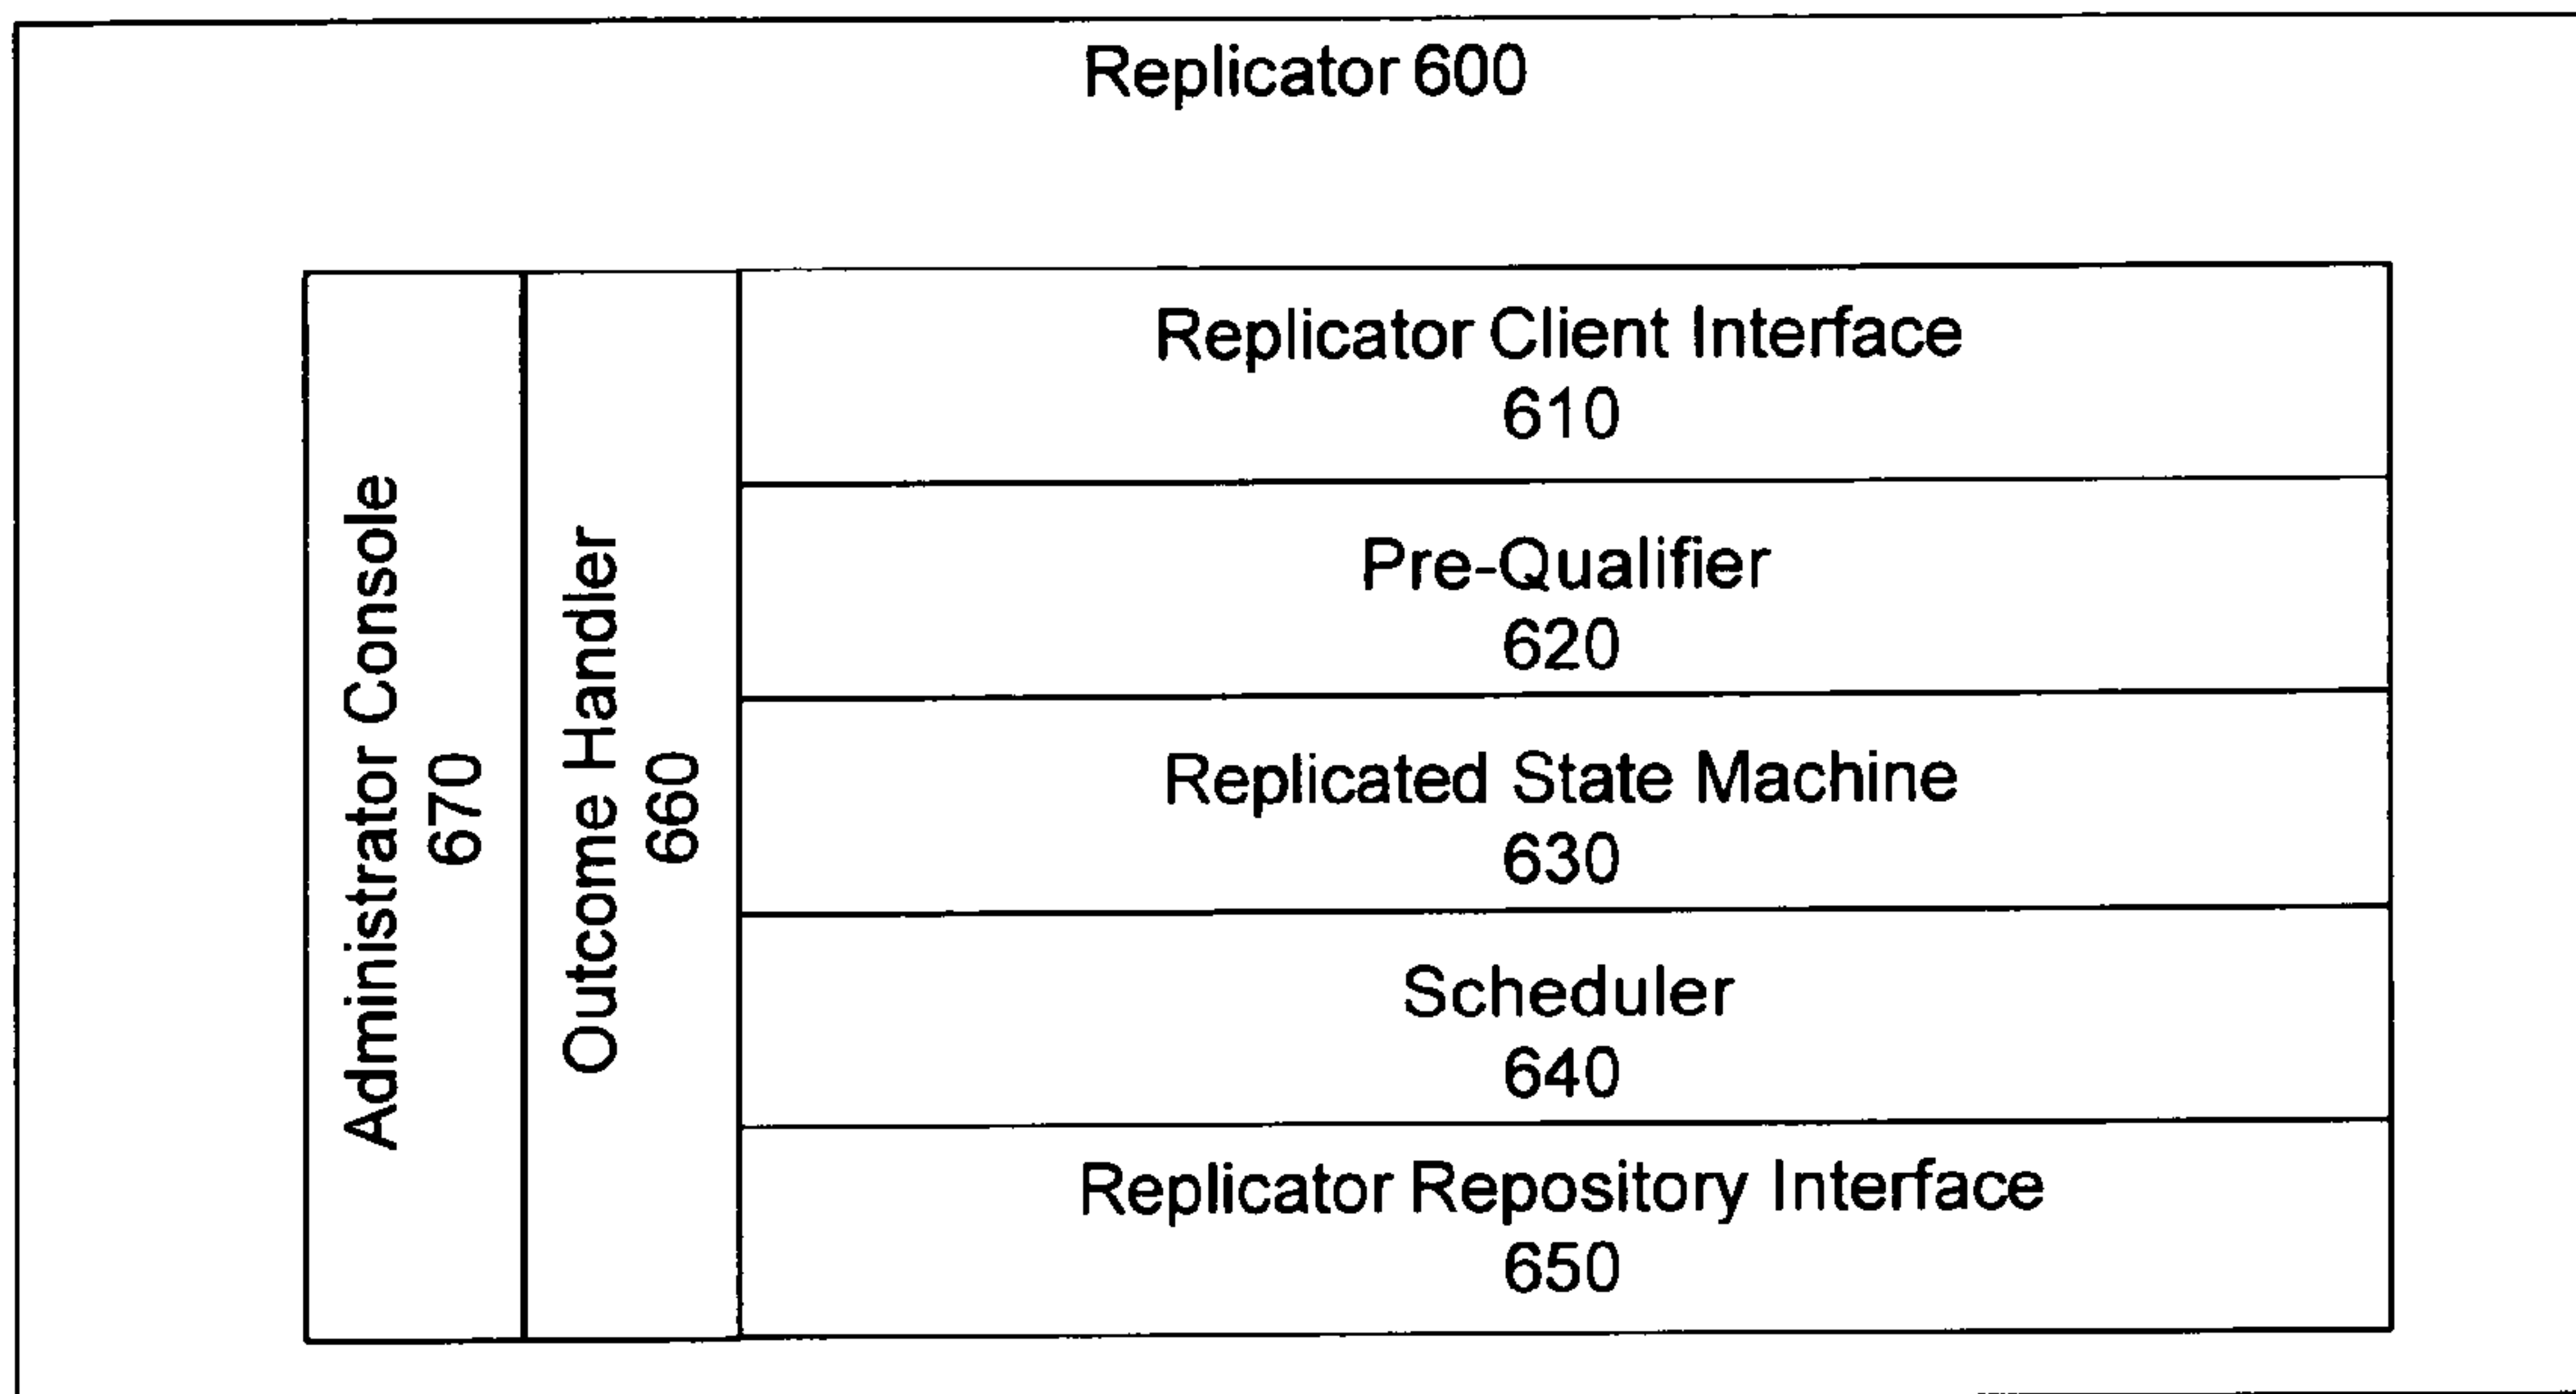 Replicator 600
Administrator Console
670
Outcome Handler
660
Replicator Client Interface
610
Pre-Qualifier
620
Replicated State Machine
630
Scheduler
640
Replicator Repository Interface
650